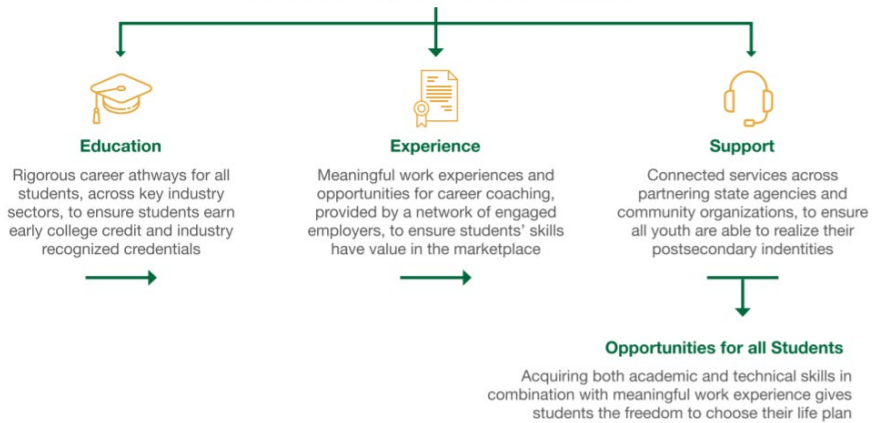 Education
Rigorous career athways for all
students, across key industry
sectors, to ensure students earn
early college credit and industry
recognized credentials
Experience
Meaningful work experiences and
opportunities for career coaching,
provided by a network of engaged
employers, to ensure students’ skills
have value in the marketplace
Support
Connected services across
partnering state agencies and
community organizations, to ensure
all youth are able to realize their
postsecondary indentities
Opportunities for all Students
Acquiring both academic and technical skills in
combination with meaningful work experience gives
students the freedom to choose their life plan